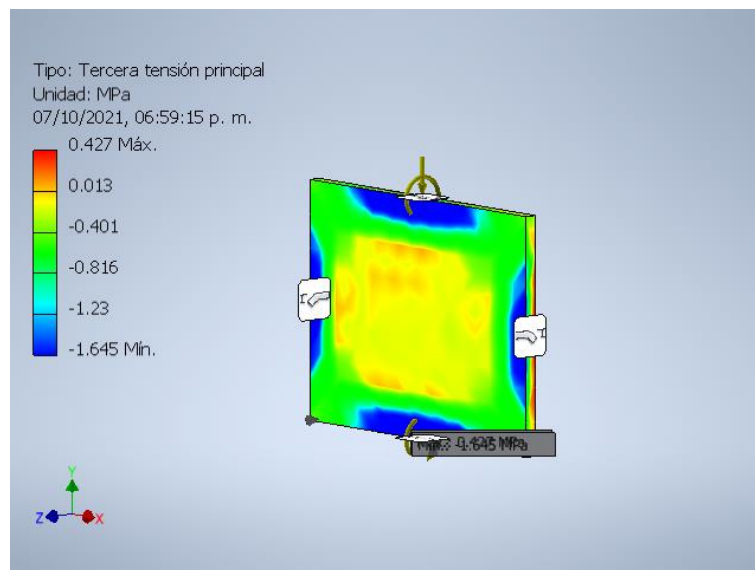 Tipo: Tercera tensión principal
Unidad: MPa
07/10/2021, 06:59:15 p. m.
0.427 Máx.
0.013
-0.401
-0.816
-1.23
-1.645 Mín.
MPa
Y
Z
X